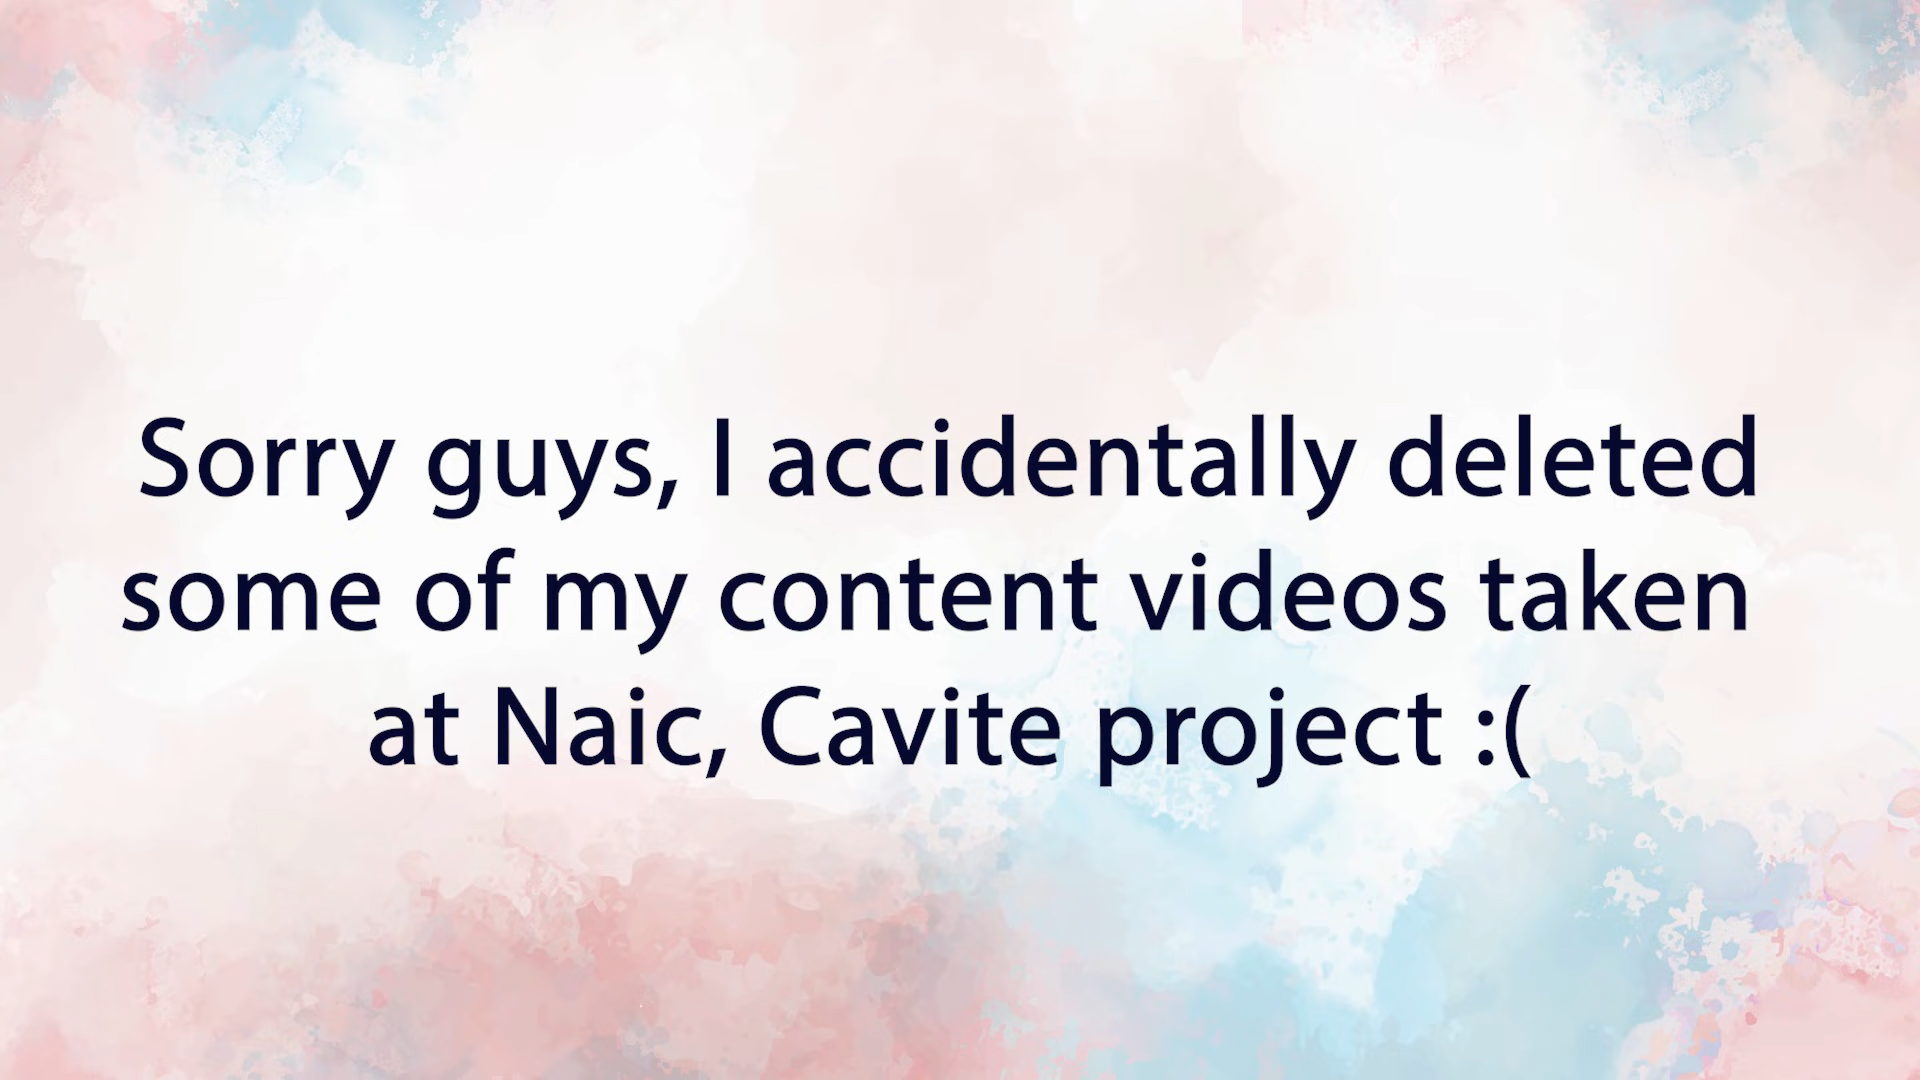 Sorry guys, I accidentally deleted
some of my content videos taken
at Naic, Cavite project :(